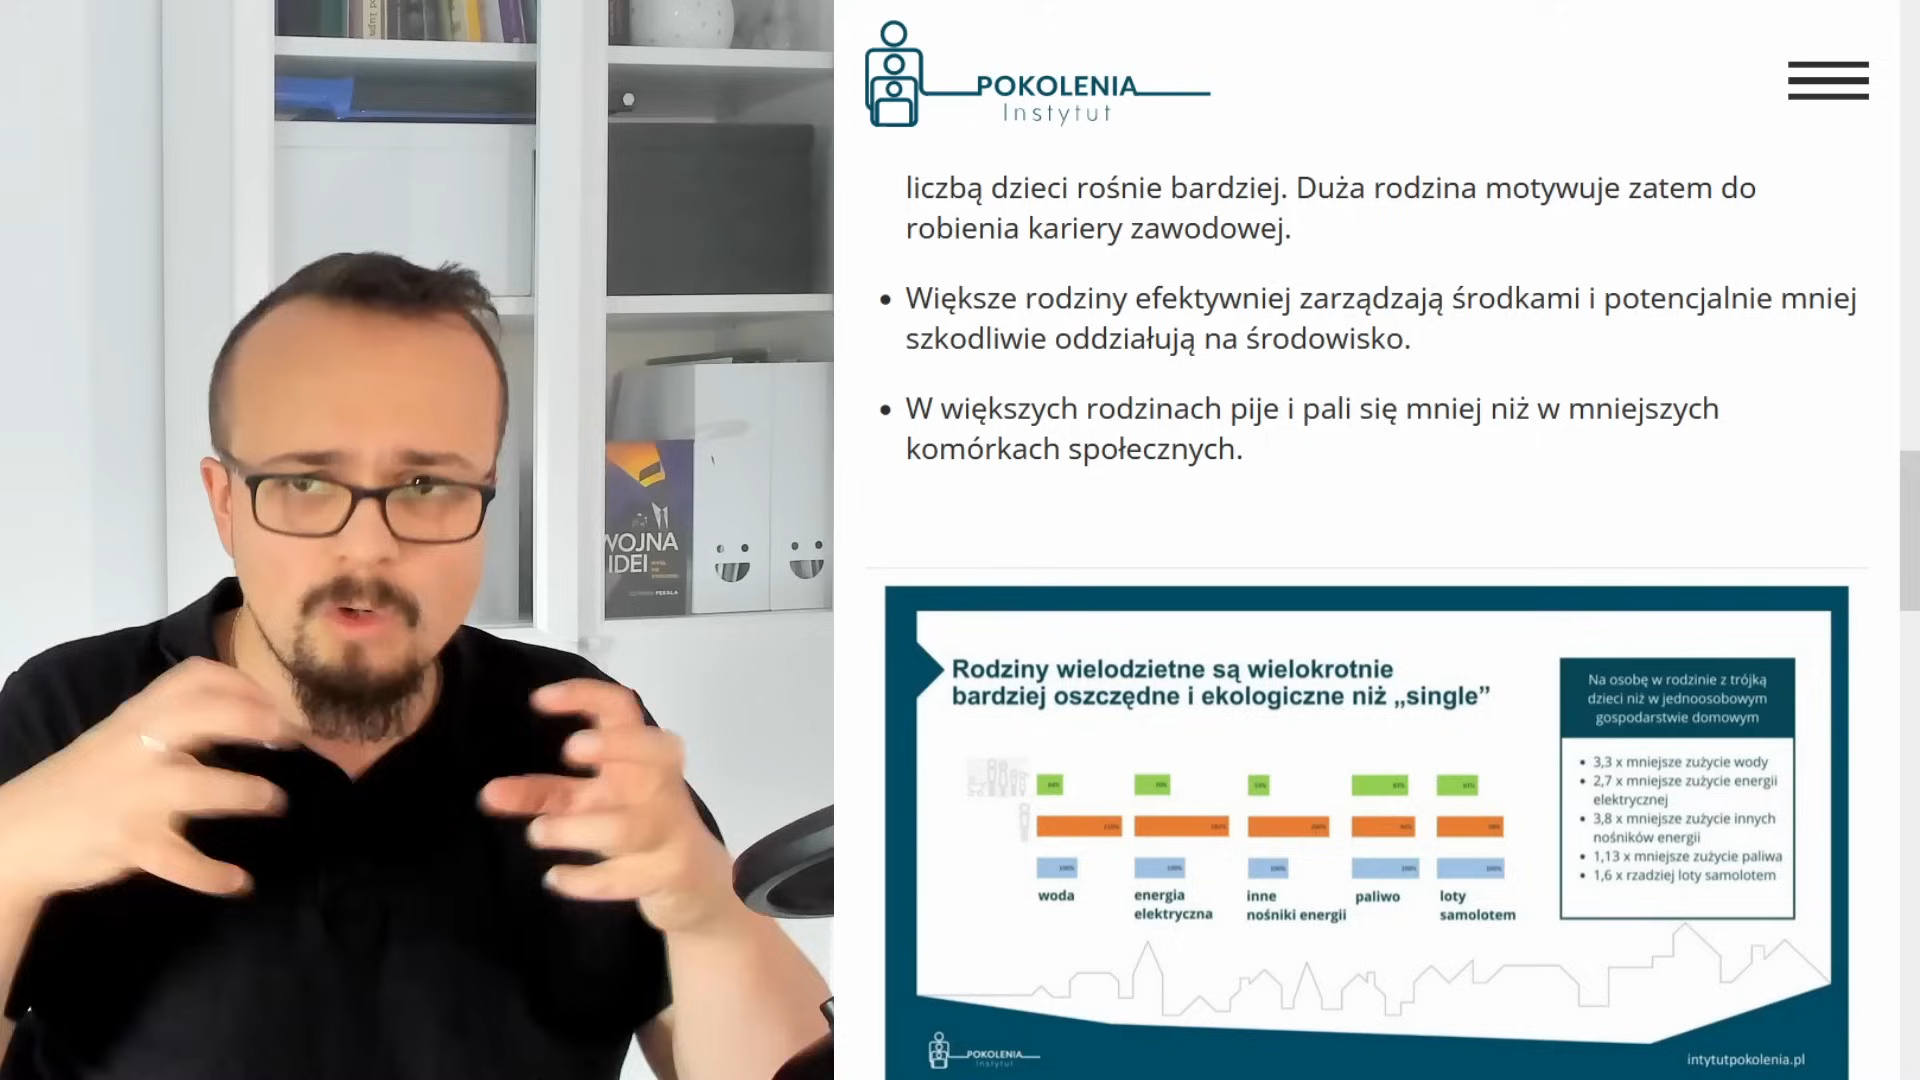 WOJNA
IDEI
POKOLENIA
Instytut
liczbą dzieci rośnie bardziej. Duża rodzina motywuje zatem do
robienia kariery zawodowej.
• Większe rodziny efektywniej zarządzają środkami i potencjalnie mniej
szkodliwie oddziałują na środowisko.
• W większych rodzinach pije i pali się mniej niż w mniejszych
komórkach społecznych.
Rodziny wielodzietne są wielokrotnie
bardziej oszczędne i ekologiczne niż „single”
woda
energia
elektryczna
inne
nośniki energii
paliwo
loty
samolotem
Na osobę w rodzinie z trójką
dzieci niż w jednoosobowym
gospodarstwie domowym
• 3,3 x mniejsze zużycie wody
• 2,7 x mniejsze zużycie energii
elektrycznej
• 3,8 x mniejsze zużycie innych
nośników energii
• 1,13 x mniejsze zużycie paliwa
• 1,6 x rzadziej loty samolotem
POKOLENIA
Instytut
intytutpokolenia.pl